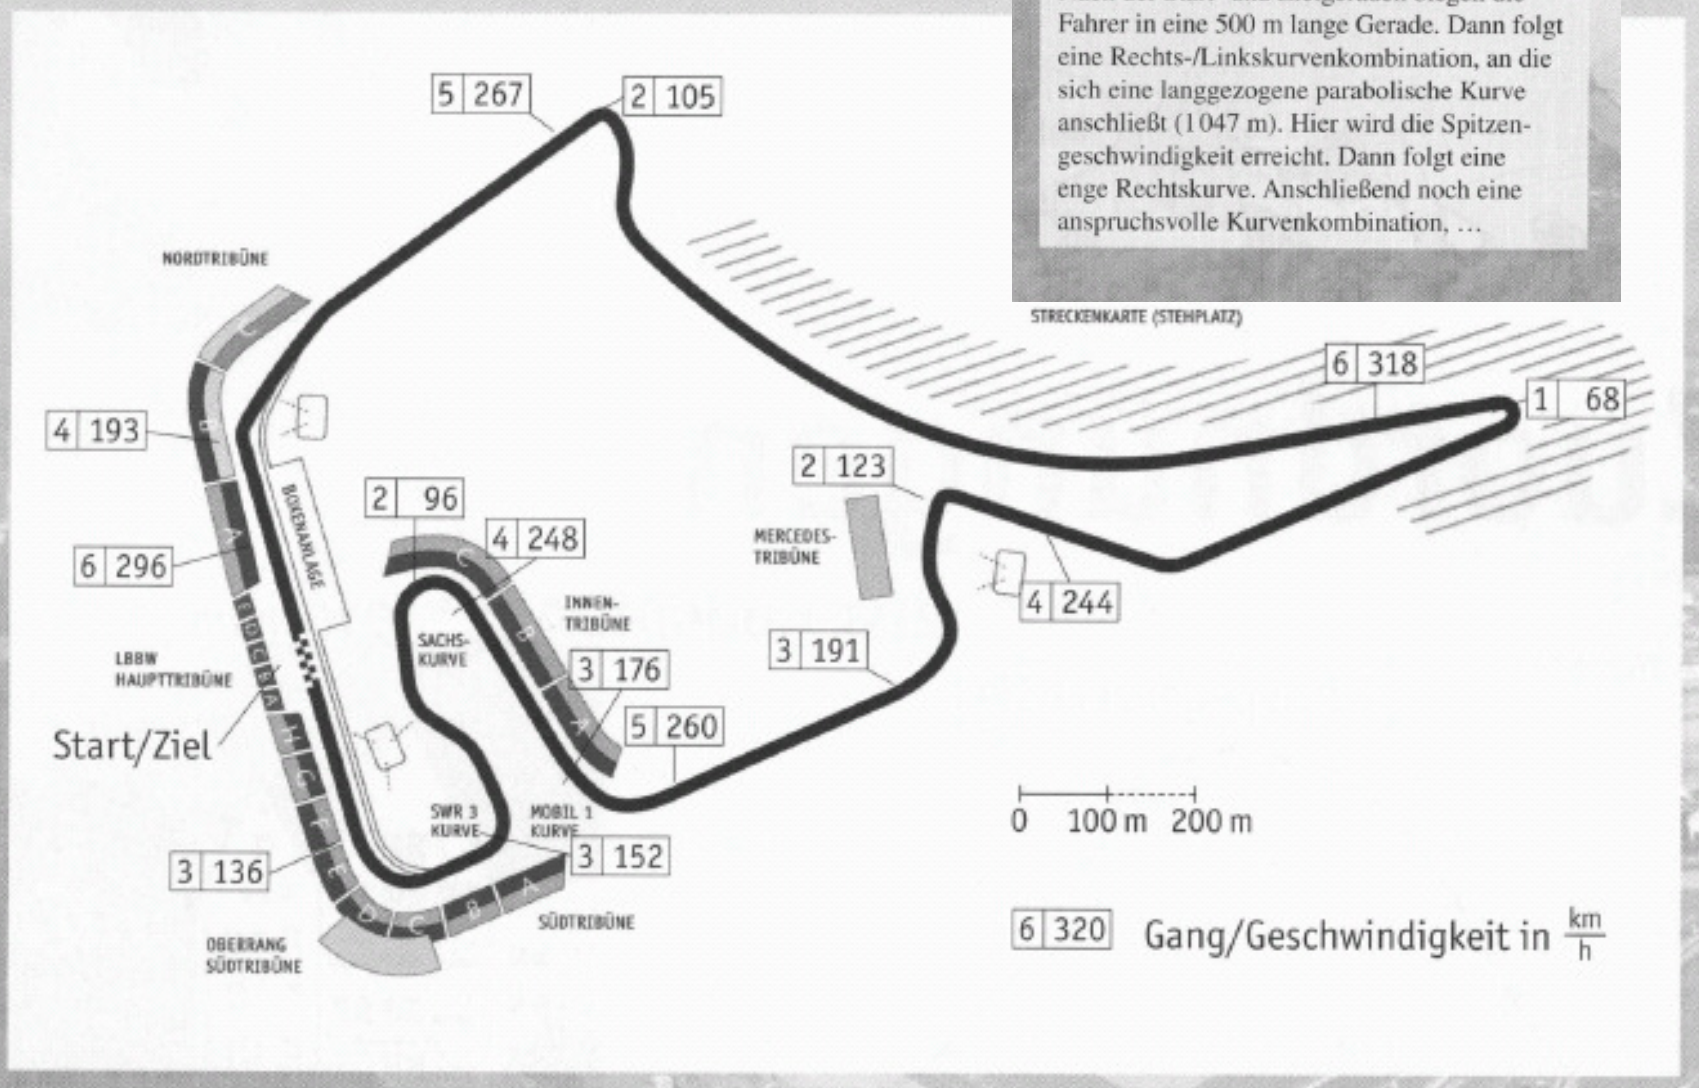 Fahrer in eine 500 m lange Gerade. Dann folgt
eine Rechts-/Linkskurvenkombination, an die
sich eine langgezogene parabolische Kurve
anschließt (1 047 m). Hier wird die Spitzen-
geschwindigkeit erreicht. Dann folgt eine
enge Rechtskurve. Anschließend noch eine
anspruchsvolle Kurvenkombination, …
5 267
2 105
NORDTRIBÜNE
C
STRECKENKARTE (STEHPLATZ)
6 318
1 68
4 193
B
2 123
BOXENANLAGE
2 96
4 248
C
MERCEDES-
TRIBÜNE
A
6 296
4 244
INNEN-
TRIBÜNE
B
E
D
C
B
A
SACHS-
KURVE
3 191
LBBW
HAUPTTRIBÜNE
3 176
A
5 260
Start/Ziel
H
G
F
E
D
C
B
A
SWR 3
KURVE
MOBIL 1
KURVE
0 100 m 200 m
3 136
3 152
SÜDTRIBÜNE
OBERRANG
SÜDTRIBÜNE
6 320 Gang/Geschwindigkeit in km/h